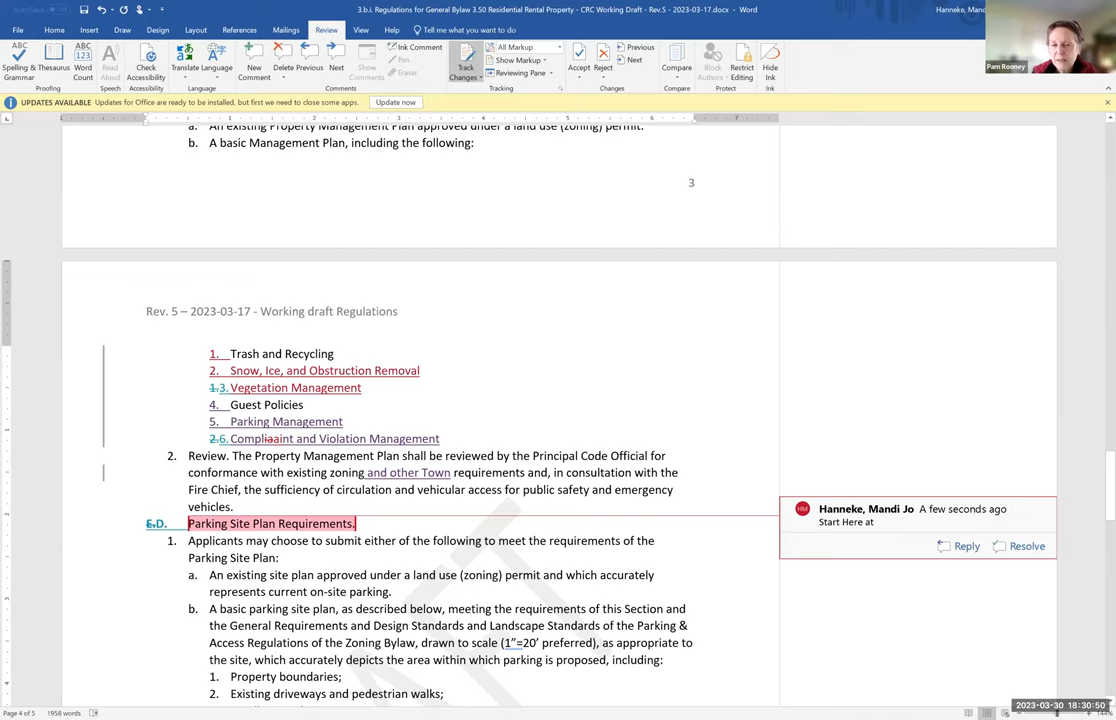 AutoSave
3.b.i. Regulations for General Bylaw 3.50 Residential Rental Property - CRC Working Draft - Rev.5 - 2023-03-17.docx - Word
Hanneke, Mandi
File Home Insert Draw Design Layout References Mailings Review View Help Tell me what you want to do
Spelling & Grammar
Thesaurus
Word Count
Proofing
Read Aloud
Speech
Check Accessibility
Accessibility
Translate
Language
Language
New Comment
Delete
Previous
Next
Show Comments
Ink Comment
Pen
Eraser
Comments
Track Changes
All Markup
Show Markup
Reviewing Pane
Tracking
Accept
Reject
Previous
Next
Changes
Compare
Compare
Block Authors
Restrict Editing
Protect
Hide Ink
Ink
Pam Rooney
UPDATES AVAILABLE Updates for Office are ready to be installed, but first we need to close some apps. Update now
a. An existing Property Management Plan approved under a land use (zoning) permit.
b. A basic Management Plan, including the following:
3
Rev. 5 – 2023-03-17 - Working draft Regulations
1. Trash and Recycling
2. Snow, Ice, and Obstruction Removal
1.3. Vegetation Management
4. Guest Policies
5. Parking Management
2.6. Compliaaint and Violation Management
2. Review. The Property Management Plan shall be reviewed by the Principal Code Official for
conformance with existing zoning and other Town requirements and, in consultation with the
Fire Chief, the sufficiency of circulation and vehicular access for public safety and emergency
vehicles.
E.D. Parking Site Plan Requirements.
1. Applicants may choose to submit either of the following to meet the requirements of the
Parking Site Plan:
a. An existing site plan approved under a land use (zoning) permit and which accurately
represents current on-site parking.
b. A basic parking site plan, as described below, meeting the requirements of this Section and
the General Requirements and Design Standards and Landscape Standards of the Parking &
Access Regulations of the Zoning Bylaw, drawn to scale (1”=20’ preferred), as appropriate to
the site, which accurately depicts the area within which parking is proposed, including:
1. Property boundaries;
2. Existing driveways and pedestrian walks;
HM Hanneke, Mandi Jo A few seconds ago
Start Here at
Reply Resolve
Page 4 of 5 1958 words
2023-03-30 18:30:50
144%